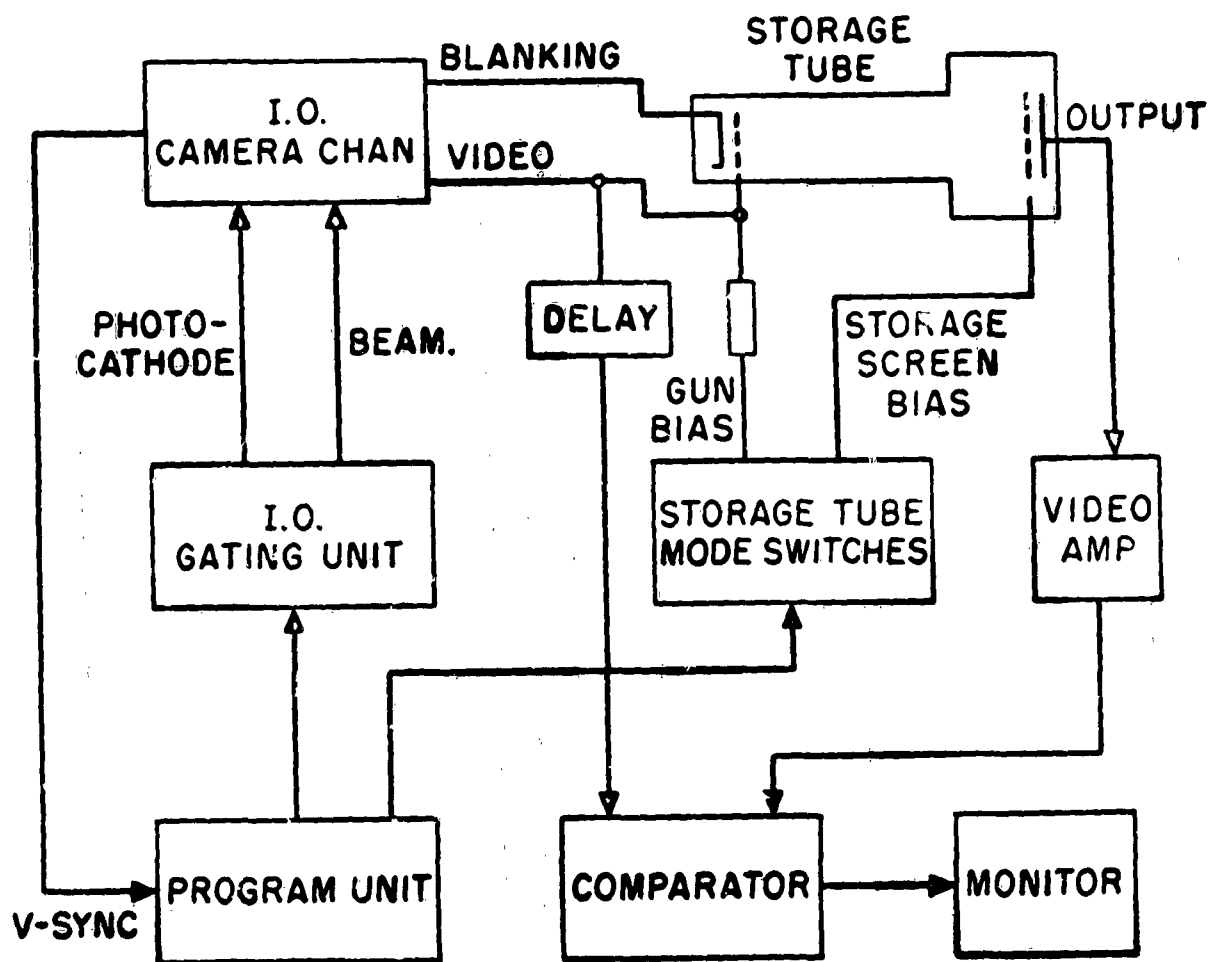 STORAGE
TUBE
BLANKING
I.O.
CAMERA CHAN
VIDEO
OUTPUT
PHOTO-
CATHODE
BEAM.
DELAY
GUN
BIAS
STORAGE
SCREEN
BIAS
I.O.
GATING UNIT
STORAGE TUBE
MODE SWITCHES
VIDEO
AMP
PROGRAM UNIT
V-SYNC
COMPARATOR
MONITOR